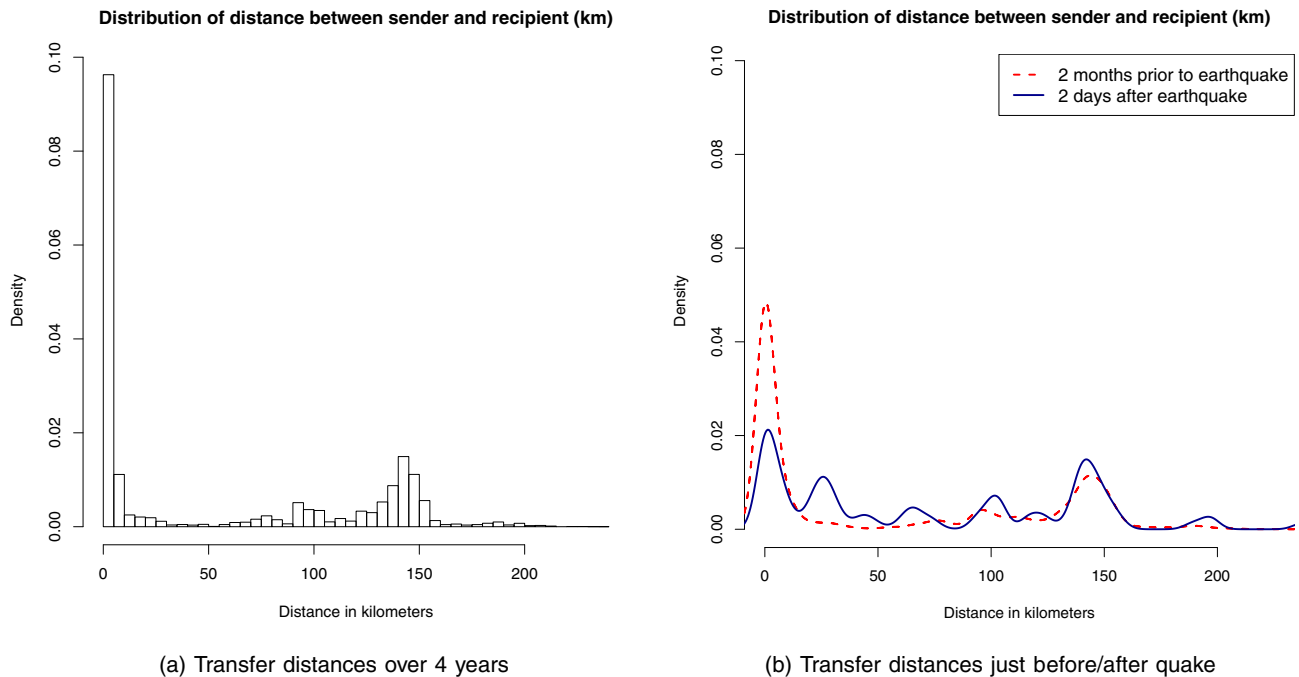 Distribution of distance between sender and recipient (km)
0.10
0.08
0.06
0.04
0.02
0.00
Density
0 50 100 150 200
Distance in kilometers
(a) Transfer distances over 4 years
Distribution of distance between sender and recipient (km)
2 months prior to earthquake
2 days after earthquake
0.10
0.08
0.06
0.04
0.02
0.00
Density
0 50 100 150 200
Distance in kilometers
(b) Transfer distances just before/after quake